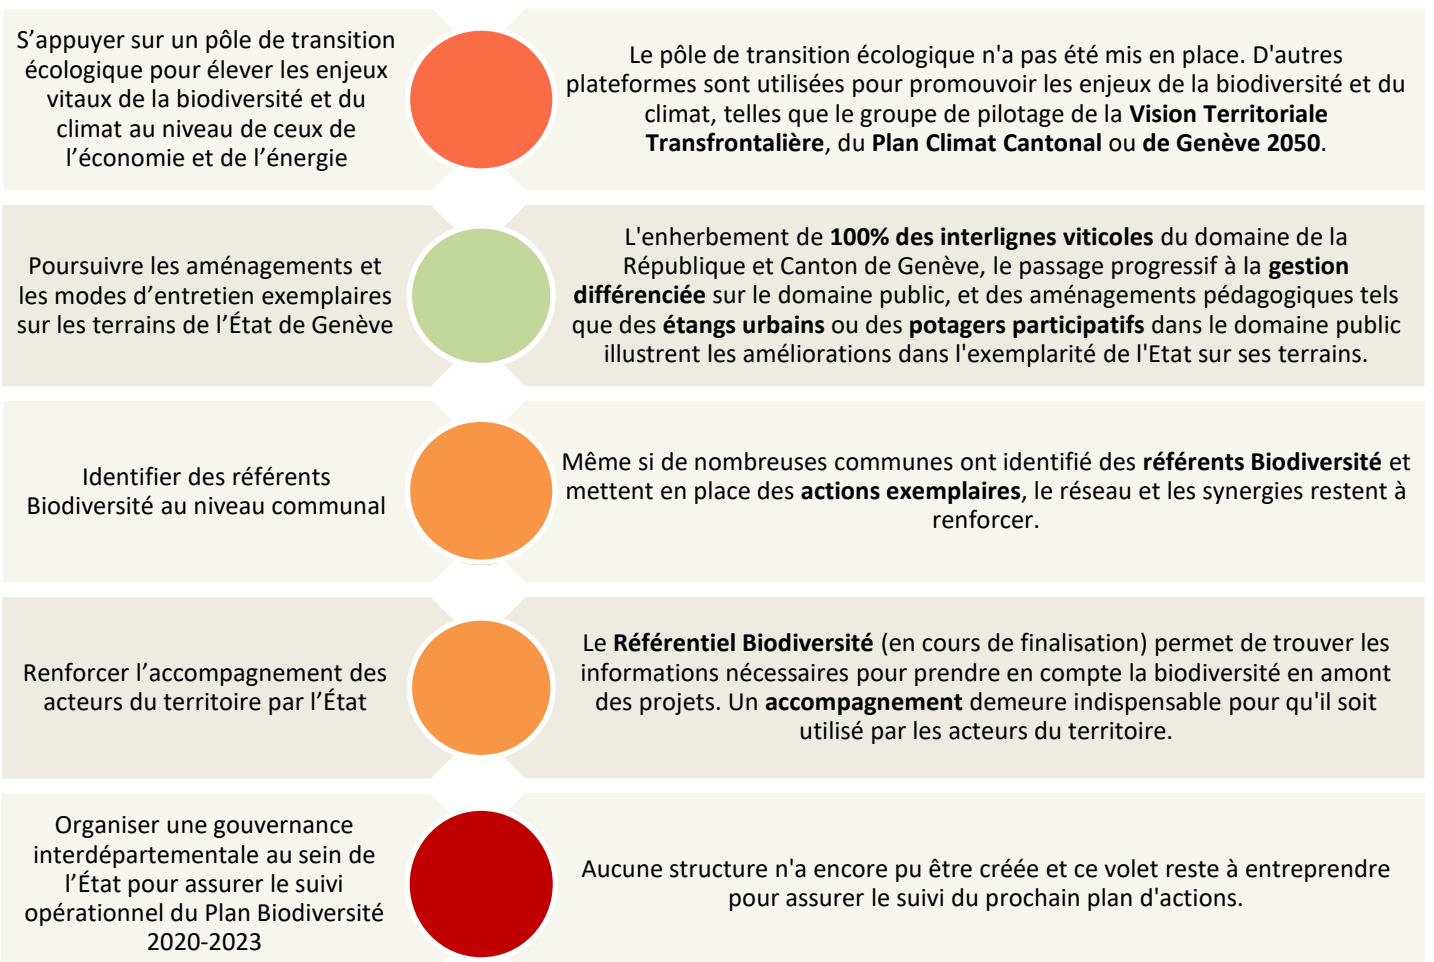 S’appuyer sur un pôle de transition
écologique pour élever les enjeux
vitaux de la biodiversité et du
climat au niveau de ceux de
l’économie et de l’énergie
Le pôle de transition écologique n'a pas été mis en place. D'autres
plateformes sont utilisées pour promouvoir les enjeux de la biodiversité et du
climat, telles que le groupe de pilotage de la Vision Territoriale
Transfrontalière, du Plan Climat Cantonal ou de Genève 2050.
Poursuivre les aménagements et
les modes d’entretien exemplaires
sur les terrains de l’État de Genève
L'enherbement de 100% des interlignes viticoles du domaine de la
République et Canton de Genève, le passage progressif à la gestion
différenciée sur le domaine public, et des aménagements pédagogiques tels
que des étangs urbains ou des potagers participatifs dans le domaine public
illustrent les améliorations dans l'exemplarité de l'Etat sur ses terrains.
Identifier des référents
Biodiversité au niveau communal
Même si de nombreuses communes ont identifié des référents Biodiversité et
mettent en place des actions exemplaires, le réseau et les synergies restent à
renforcer.
Renforcer l’accompagnement des
acteurs du territoire par l’État
Le Référentiel Biodiversité (en cours de finalisation) permet de trouver les
informations nécessaires pour prendre en compte la biodiversité en amont
des projets. Un accompagnement demeure indispensable pour qu'il soit
utilisé par les acteurs du territoire.
Organiser une gouvernance
interdépartementale au sein de
l’État pour assurer le suivi
opérationnel du Plan Biodiversité
2020-2023
Aucune structure n'a encore pu être créée et ce volet reste à entreprendre
pour assurer le suivi du prochain plan d'actions.